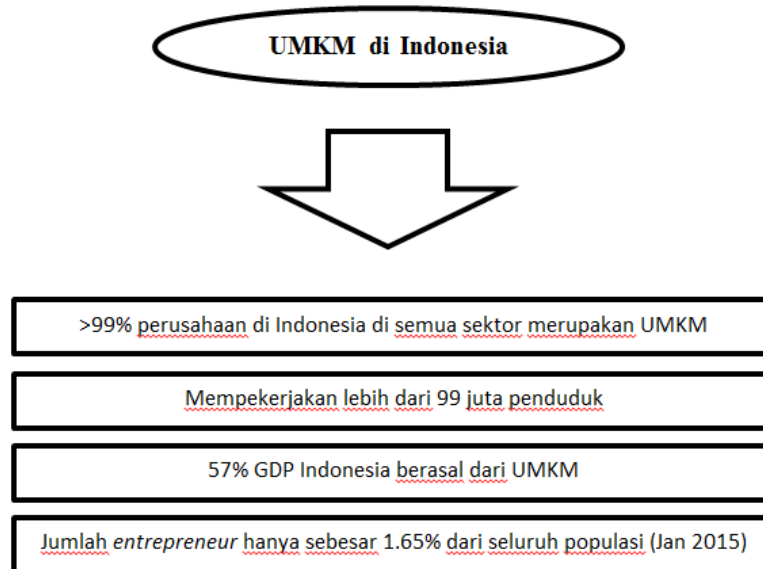 UMKM di Indonesia
>99% perusahaan di Indonesia di semua sektor merupakan UMKM
Mempekerjakan lebih dari 99 juta penduduk
57% GDP Indonesia berasal dari UMKM
Jumlah entrepreneur hanya sebesar 1.65% dari seluruh populasi (Jan 2015)